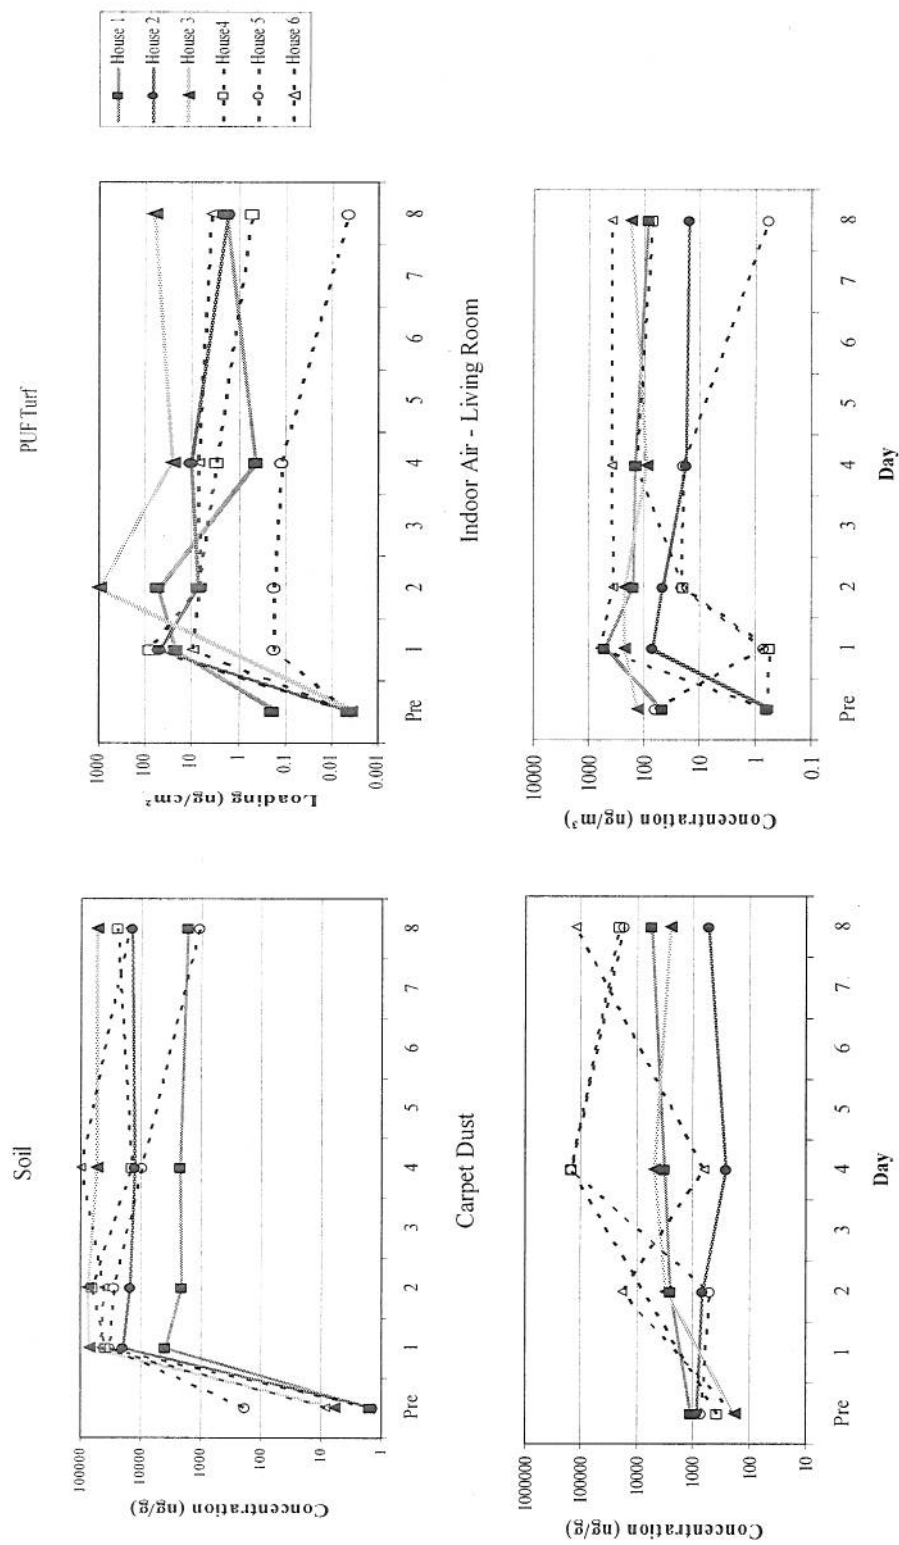 Soil
Concentration (ng/g)
100000
10000
1000
100
10
1
Pre
1
2
3
4
5
6
7
8
PUF Turf
Loading (ng/cm²
1000
100
10
1
0.1
0.01
0.001
Pre
1
2
3
4
5
6
7
8
House 1
House 2
House 3
House4
House 5
House 6
Carpet Dust
Concentration (ng/g)
1000000
100000
10000
1000
100
Pre
1
2
3
4
5
6
7
8
Day
Indoor Air - Living Room
Concentration (ng/m³)
10000
1000
100
10
1
0.1
Pre
1
2
3
4
5
6
7
8
Day